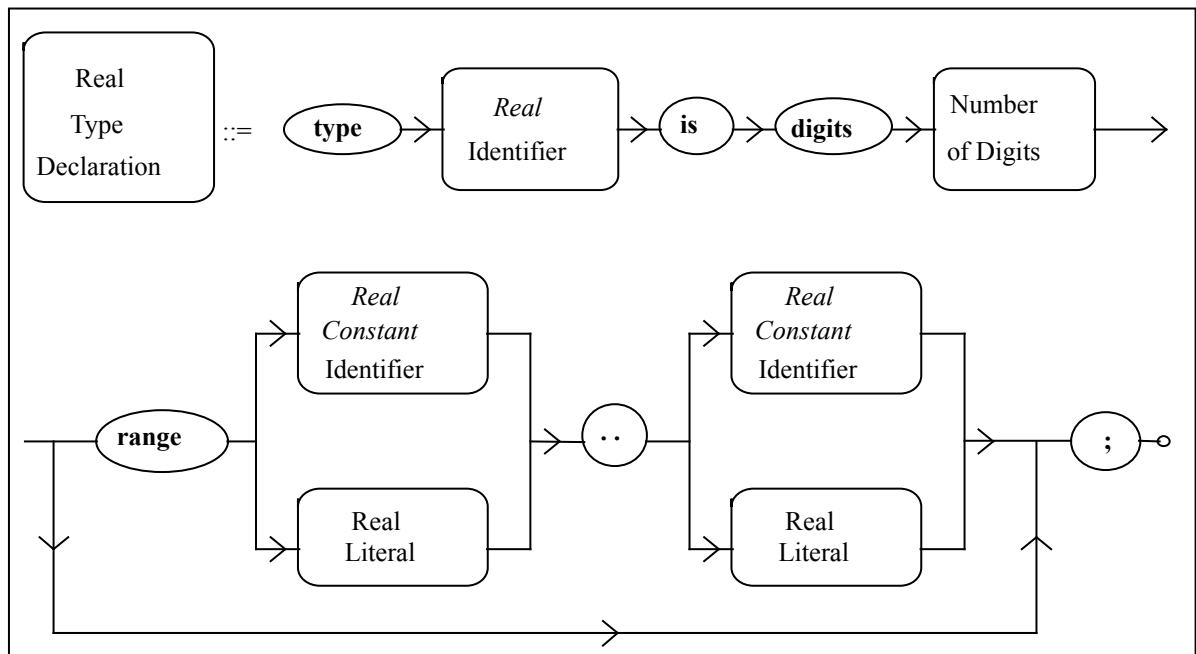 Real
Type
Declaration
::=
type
Real
Identifier
is
digits
Number
of Digits
range
Real
Constant
Identifier
Real
Literal
..
Real
Constant
Identifier
Real
Literal
;